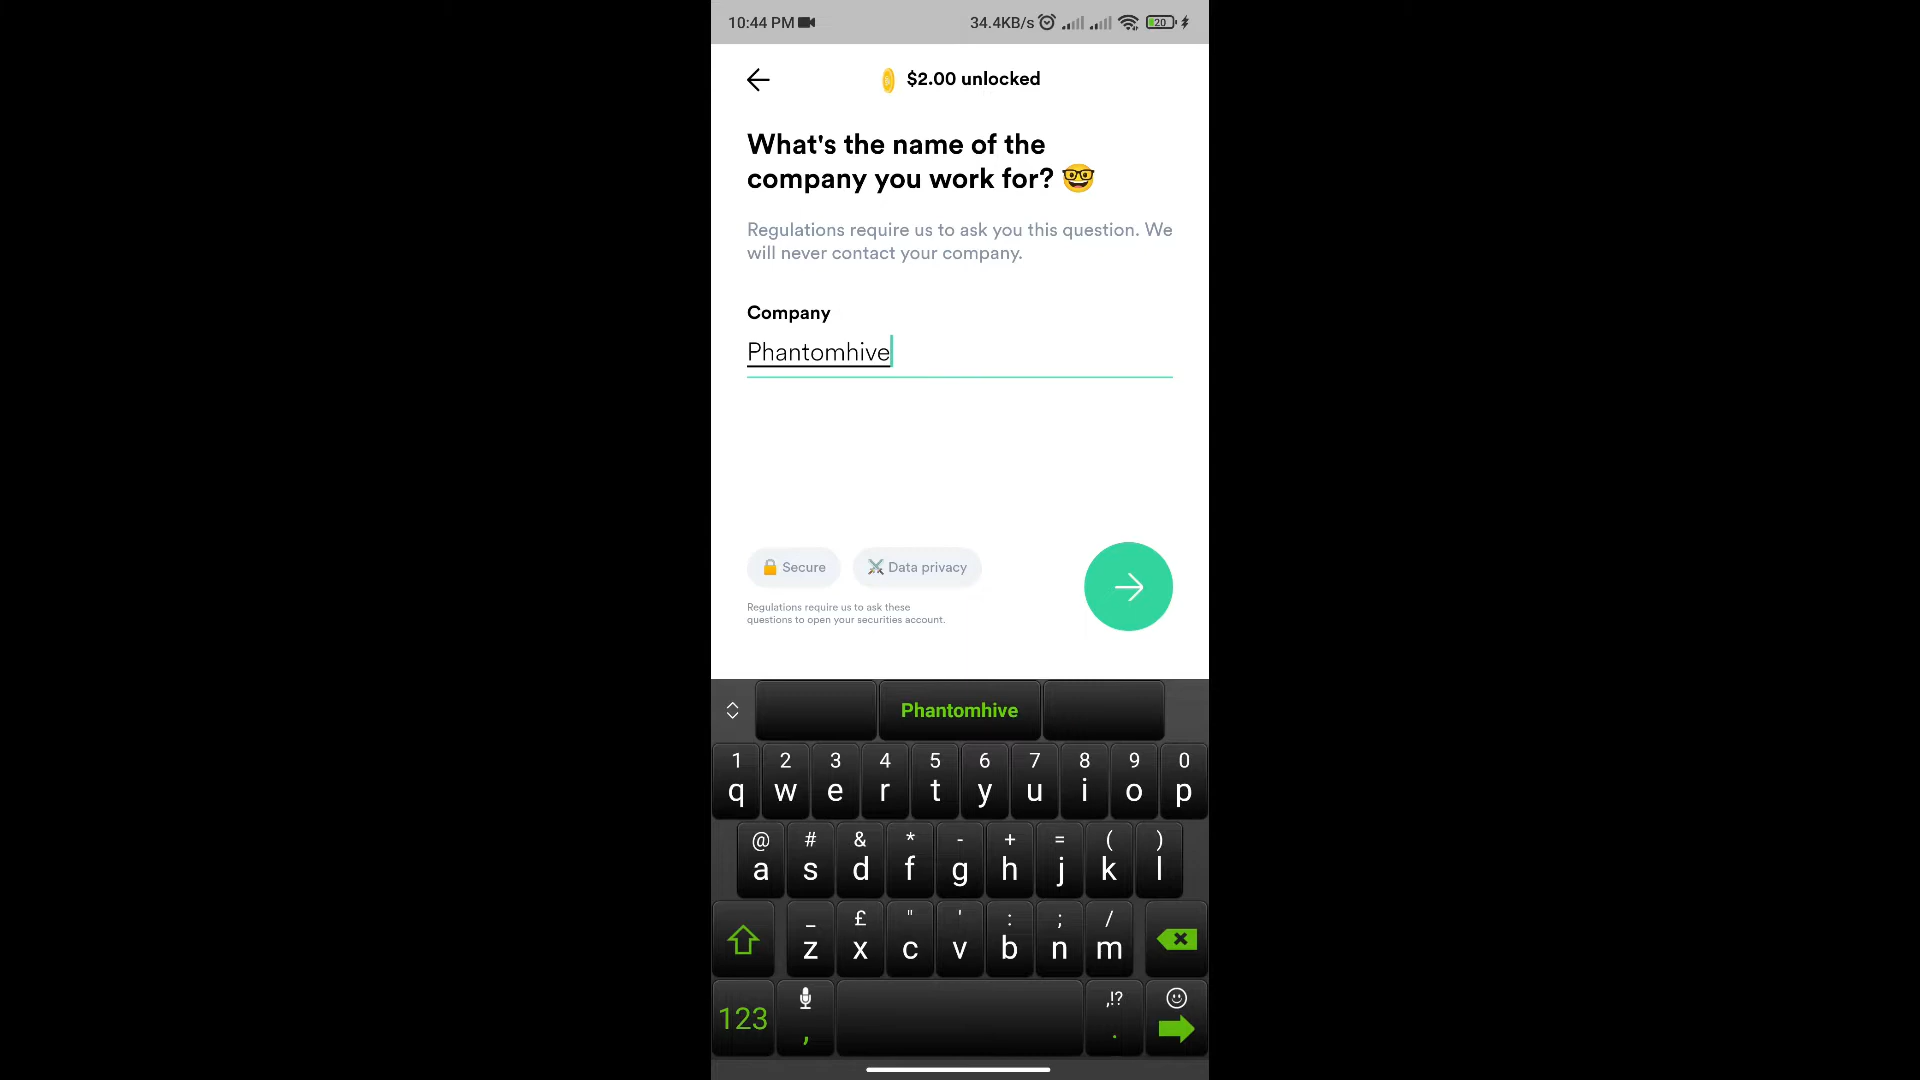 10:44 PM
34.4KB/s
20
$2.00 unlocked
What's the name of the
company you work for? 🤓
Regulations require us to ask you this question. We
will never contact your company.
Company
Phantomhive
🔒 Secure
⚔️ Data privacy
Regulations require us to ask these
questions to open your securities account.
Phantomhive
1 2 3 4 5 6 7 8 9 0
q w e r t y u i o p
@ # & * - + = ( )
a s d f g h j k l
_ £ " ' : ; /
z x c v b n m
,!?
123 , .